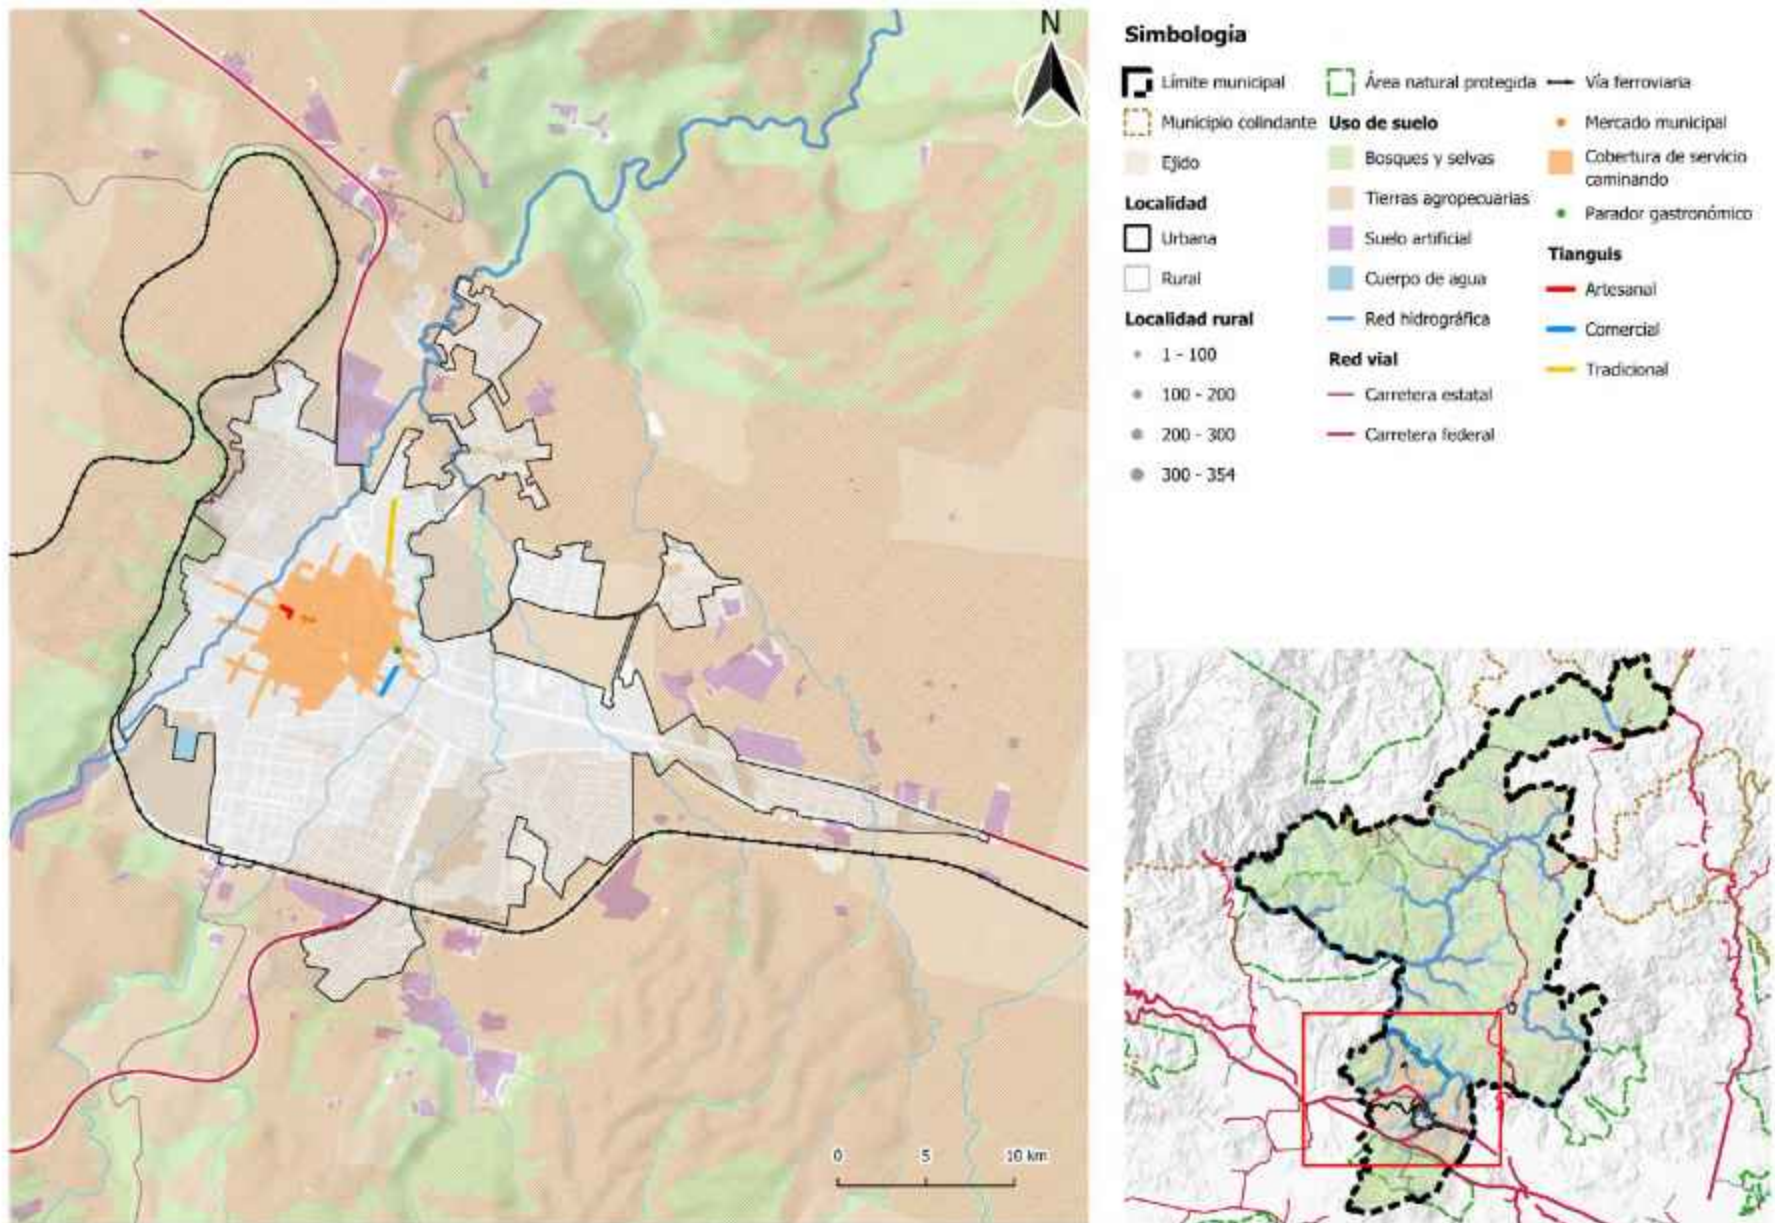 N
Simbología
Límite municipal
Municipio colindante
Ejido
Localidad
Urbana
Rural
Localidad rural
1 - 100
100 - 200
200 - 300
300 - 354
Área natural protegida
Uso de suelo
Bosques y selvas
Tierras agropecuarias
Suelo artificial
Cuerpo de agua
Red hidrográfica
Red vial
Carretera estatal
Carretera federal
Vía ferroviaria
Mercado municipal
Cobertura de servicio
caminando
Parador gastronómico
Tianguis
Artesanal
Comercial
Tradicional
0 5 10 km